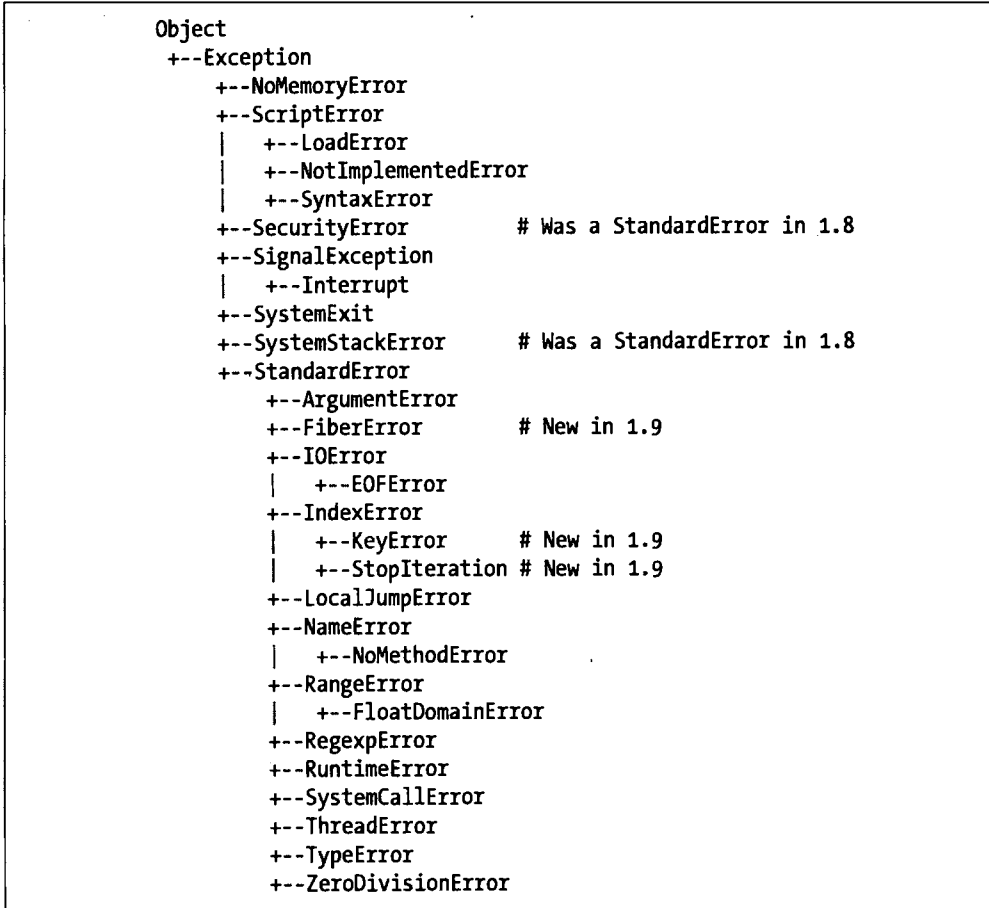 Object
 +--Exception
     +--NoMemoryError
     +--ScriptError
     |   +--LoadError
     |   +--NotImplementedError
     |   +--SyntaxError
     +--SecurityError         # Was a StandardError in 1.8
     +--SignalException
     |   +--Interrupt
     +--SystemExit
     +--SystemStackError      # Was a StandardError in 1.8
     +--StandardError
         +--ArgumentError
         +--FiberError        # New in 1.9
         +--IOError
         |   +--EOFError
         +--IndexError
         |   +--KeyError      # New in 1.9
         |   +--StopIteration # New in 1.9
         +--LocalJumpError
         +--NameError
         |   +--NoMethodError
         +--RangeError
         |   +--FloatDomainError
         +--RegexpError
         +--RuntimeError
         +--SystemCallError
         +--ThreadError
         +--TypeError
         +--ZeroDivisionError